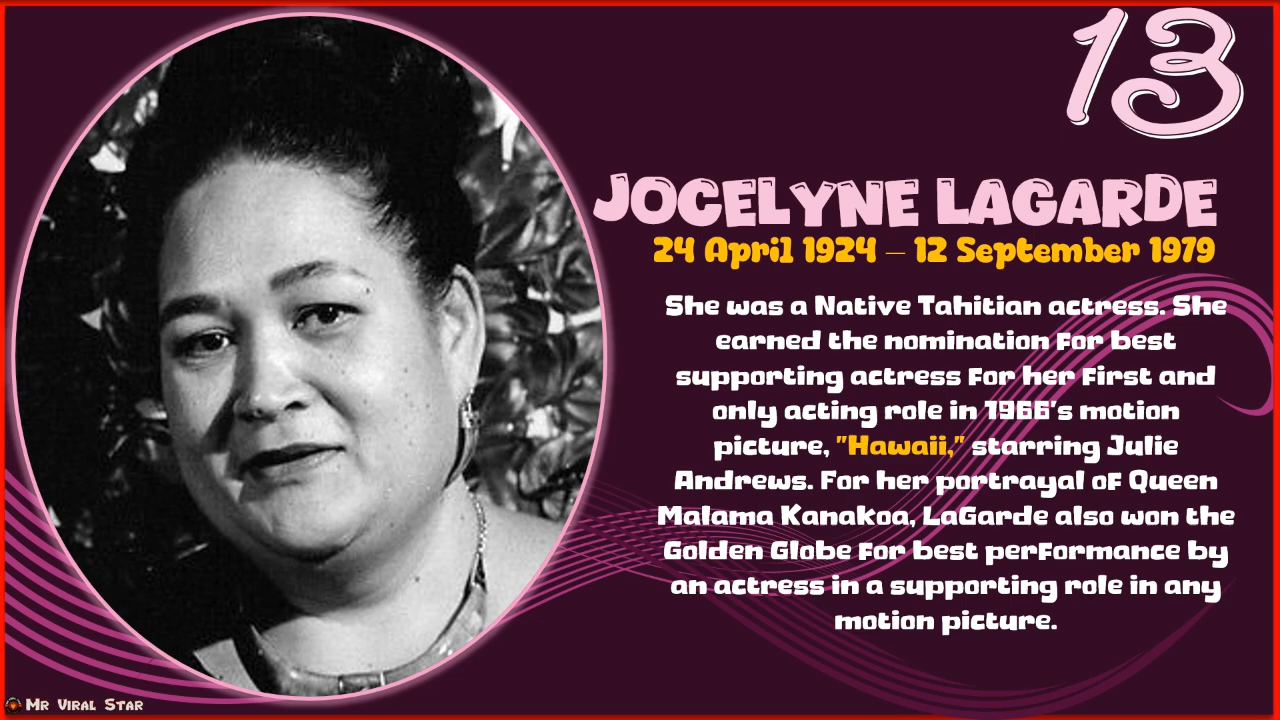 13
JOCELYNE LAGARDE
24 April 1924 – 12 September 1979
She was a Native Tahitian actress. She
earned the nomination for best
supporting actress for her first and
only acting role in 1966's motion
picture, "Hawaii," starring Julie
Andrews. For her portrayal of Queen
Malama Kanakoa, LaGarde also won the
Golden Globe for best performance by
an actress in a supporting role in any
motion picture.
MR VIRAL STAR